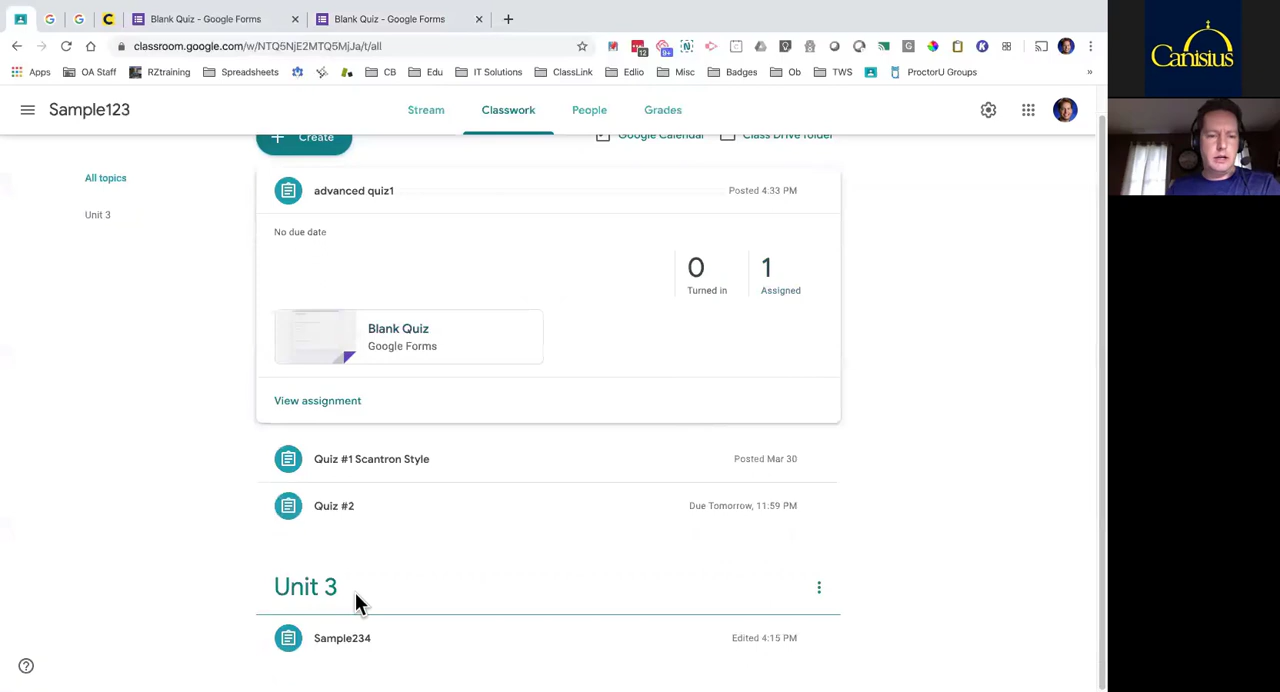 Blank Quiz - Google Forms
Blank Quiz - Google Forms
classroom.google.com/w/NTQ5NjE2MTQ5MjJa/t/all
Apps OA Staff RZtraining Spreadsheets CB Edu IT Solutions ClassLink Edlio Misc Badges Ob TWS ProctorU Groups »
Canisius
Sample123 Stream Classwork People Grades
Create Google Calendar Class Drive folder
All topics
Unit 3
advanced quiz1 Posted 4:33 PM
No due date
0 1
Turned in Assigned
Blank Quiz
Google Forms
View assignment
Quiz #1 Scantron Style Posted Mar 30
Quiz #2 Due Tomorrow, 11:59 PM
Unit 3
Sample234 Edited 4:15 PM